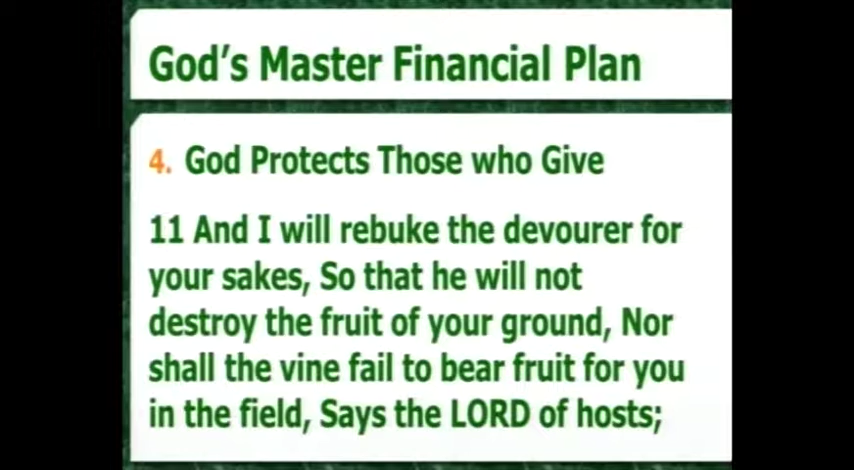 God's Master Financial Plan
4. God Protects Those who Give
11 And I will rebuke the devourer for
your sakes, So that he will not
destroy the fruit of your ground, Nor
shall the vine fail to bear fruit for you
in the field, Says the LORD of hosts;